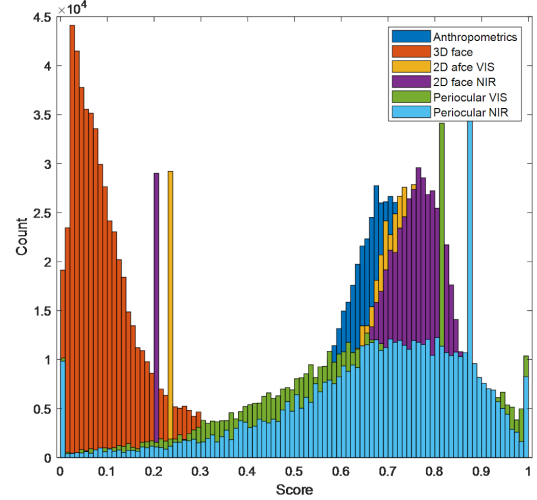 ×10⁴
4.5
4
3.5
3
2.5
2
1.5
1
0.5
0
Count
Anthropometrics
3D face
2D afce VIS
2D face NIR
Periocular VIS
Periocular NIR
0 0.1 0.2 0.3 0.4 0.5 0.6 0.7 0.8 0.9 1
Score